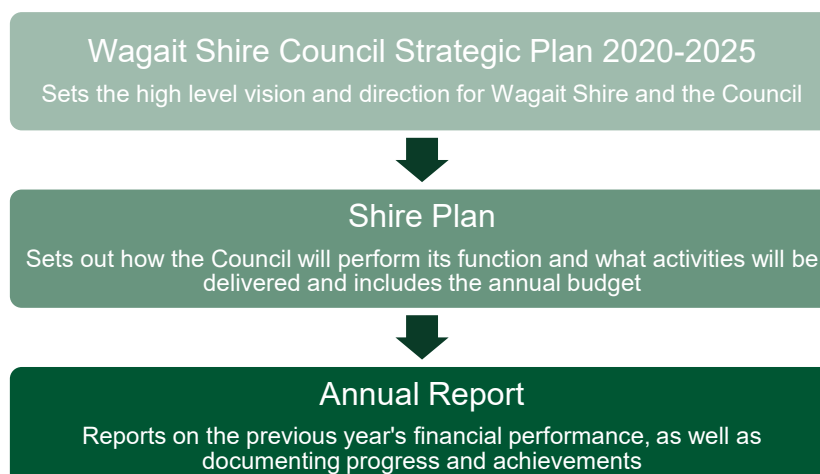 Wagait Shire Council Strategic Plan 2020-2025
Sets the high level vision and direction for Wagait Shire and the Council
Shire Plan
Sets out how the Council will perform its function and what activities will be
delivered and includes the annual budget
Annual Report
Reports on the previous year's financial performance, as well as
documenting progress and achievements